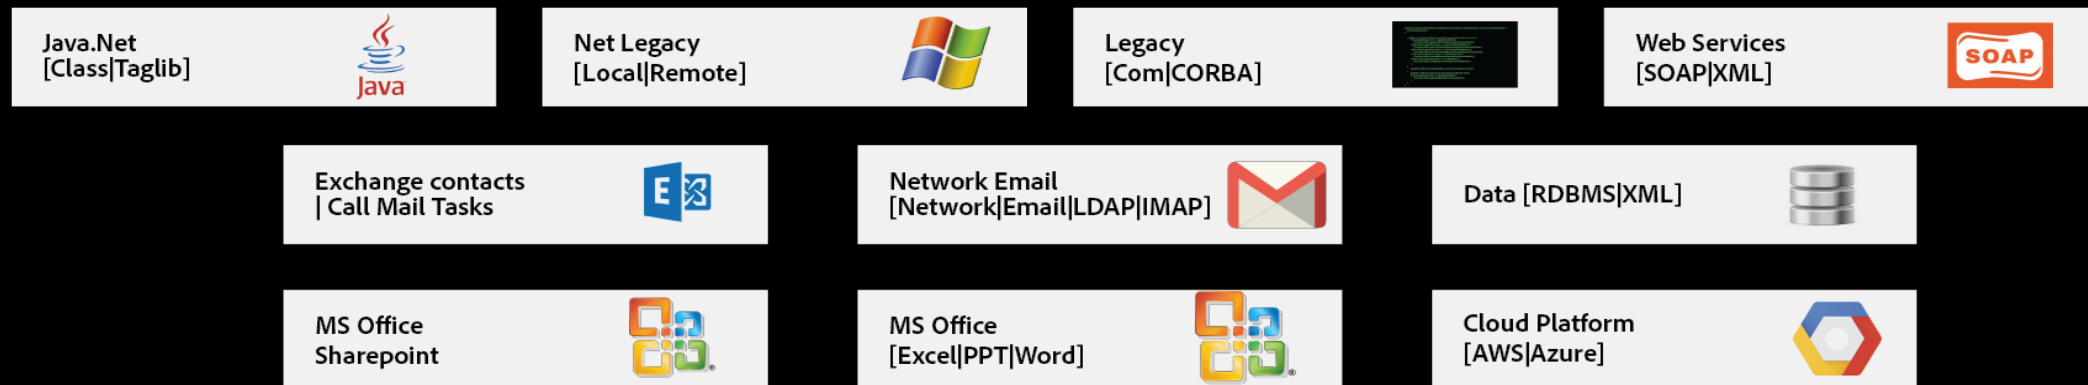 Java.Net
[Class|Taglib]
Java
Net Legacy
[Local|Remote]
Legacy
[Com|CORBA]
Web Services
[SOAP|XML]
SOAP
Exchange contacts
| Call Mail Tasks
E
Network Email
[Network|Email|LDAP|IMAP]
Data [RDBMS|XML]
MS Office
Sharepoint
®
MS Office
[Excel|PPT|Word]
®
Cloud Platform
[AWS|Azure]